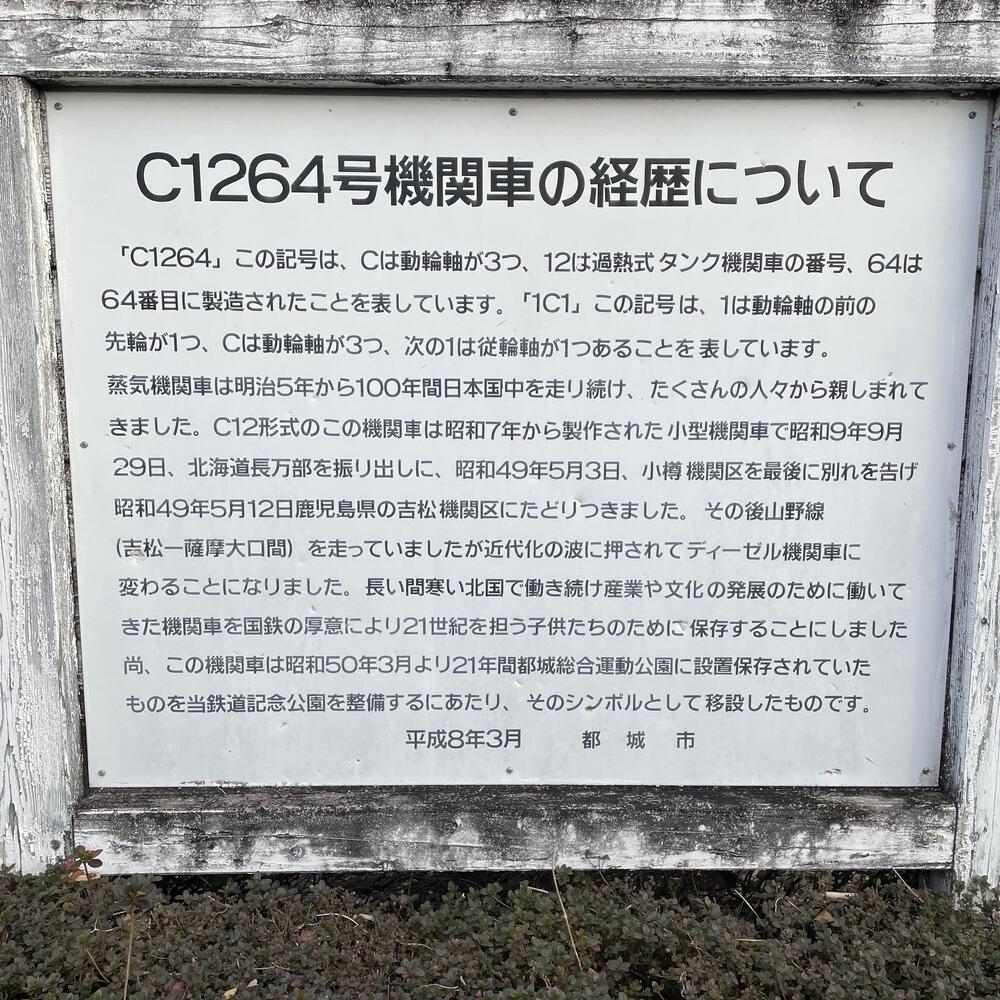 C1264号機関車の経歴について
「C1264」この記号は、Cは動輪軸が3つ、12は過熱式タンク機関車の番号、64は
64番目に製造されたことを表しています。「1C1」この記号は、1は動輪軸の前の
先輪が1つ、Cは動輪軸が3つ、次の1は従輪軸が1つあることを表しています。
蒸気機関車は明治5年から100年間日本国中を走り続け、たくさんの人々から親しまれて
きました。C12形式のこの機関車は昭和7年から製作された小型機関車で昭和9年9月
29日、北海道長万部を振り出しに、昭和49年5月3日、小樽機関区を最後に別れを告げ
昭和49年5月12日鹿児島県の吉松機関区にたどりつきました。その後山野線
(吉松ー薩摩大口間)を走っていましたが近代化の波に押されてディーゼル機関車に
変わることになりました。長い間寒い北国で働き続け産業や文化の発展のために働いて
きた機関車を国鉄の厚意により21世紀を担う子供たちのために保存することにしました
尚、この機関車は昭和50年3月より21年間都城総合運動公園に設置保存されていた
ものを当鉄道記念公園を整備するにあたり、そのシンボルとして移設したものです。
平成8年3月 都城市